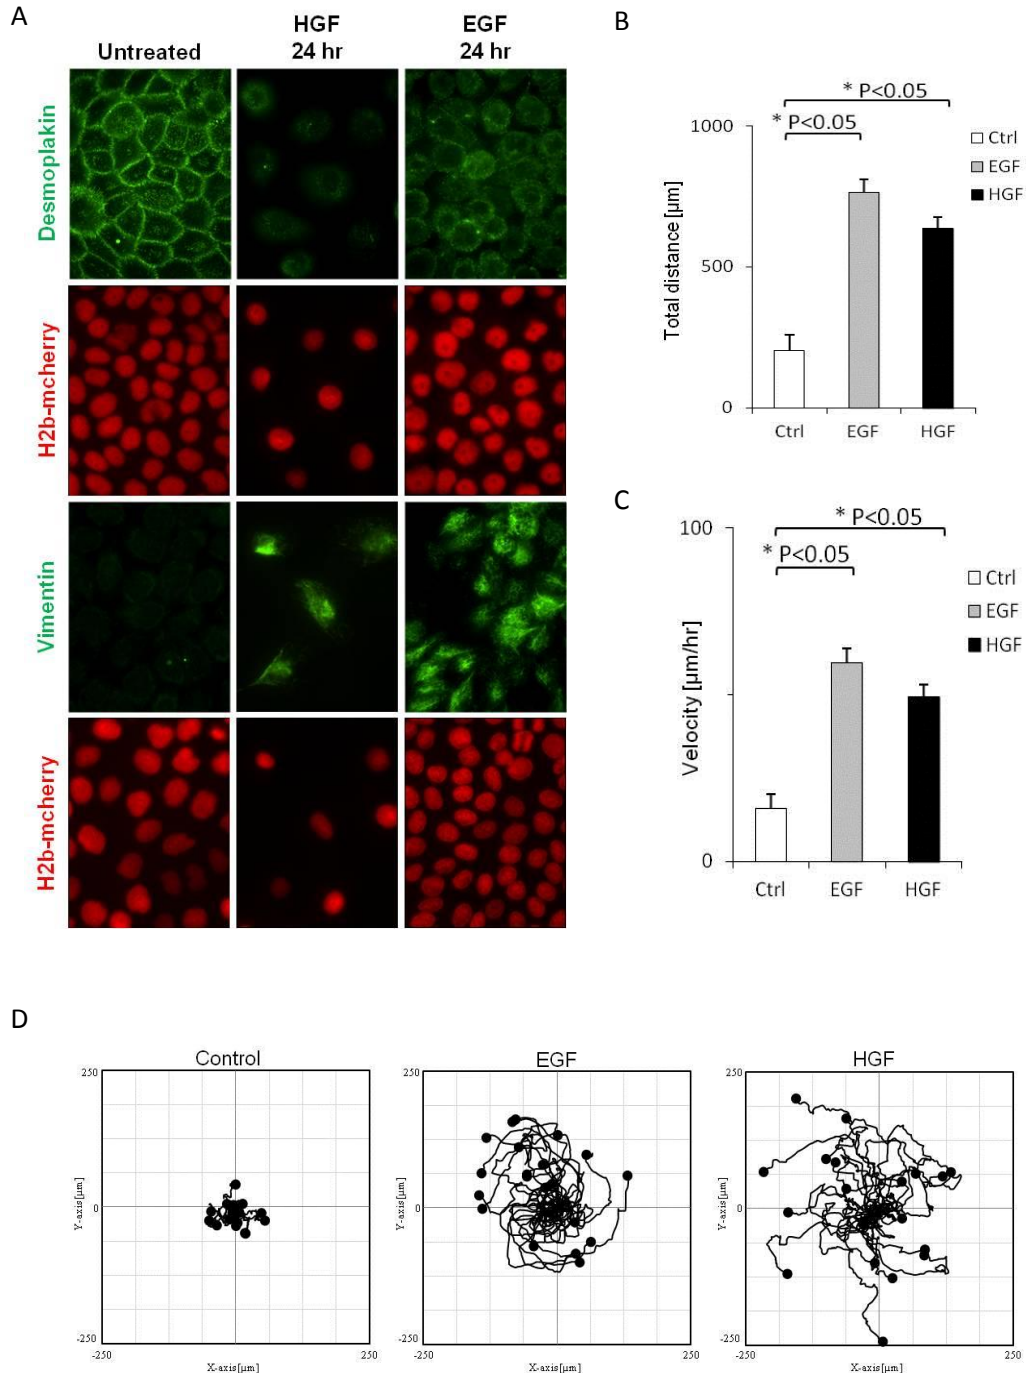 A
Untreated
HGF
24 hr
EGF
24 hr
Desmoplakin
H2b-mcherry
Vimentin
H2b-mcherry
B
* P<0.05
* P<0.05
1000
500
0
Total distance [µm]
Ctrl
EGF
HGF
Ctrl
EGF
HGF
C
* P<0.05
* P<0.05
100
0
Velocity [µm/hr]
Ctrl
EGF
HGF
Ctrl
EGF
HGF
D
Control
250
0
-250
Y-axis[µm]
-250
250
X-axis[µm]
EGF
250
0
-250
Y-axis[µm]
-250
250
X-axis[µm]
HGF
250
0
-250
Y-axis[µm]
-250
250
X-axis[µm]